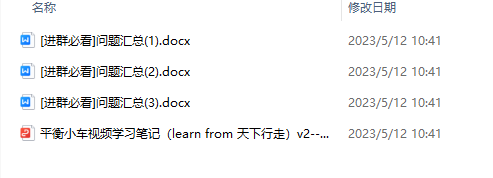 名称 修改日期
[进群必看]问题汇总(1).docx 2023/5/12 10:41
[进群必看]问题汇总(2).docx 2023/5/12 10:41
[进群必看]问题汇总(3).docx 2023/5/12 10:41
平衡小车视频学习笔记（learn from 天下行走）v2--... 2023/5/12 10:41